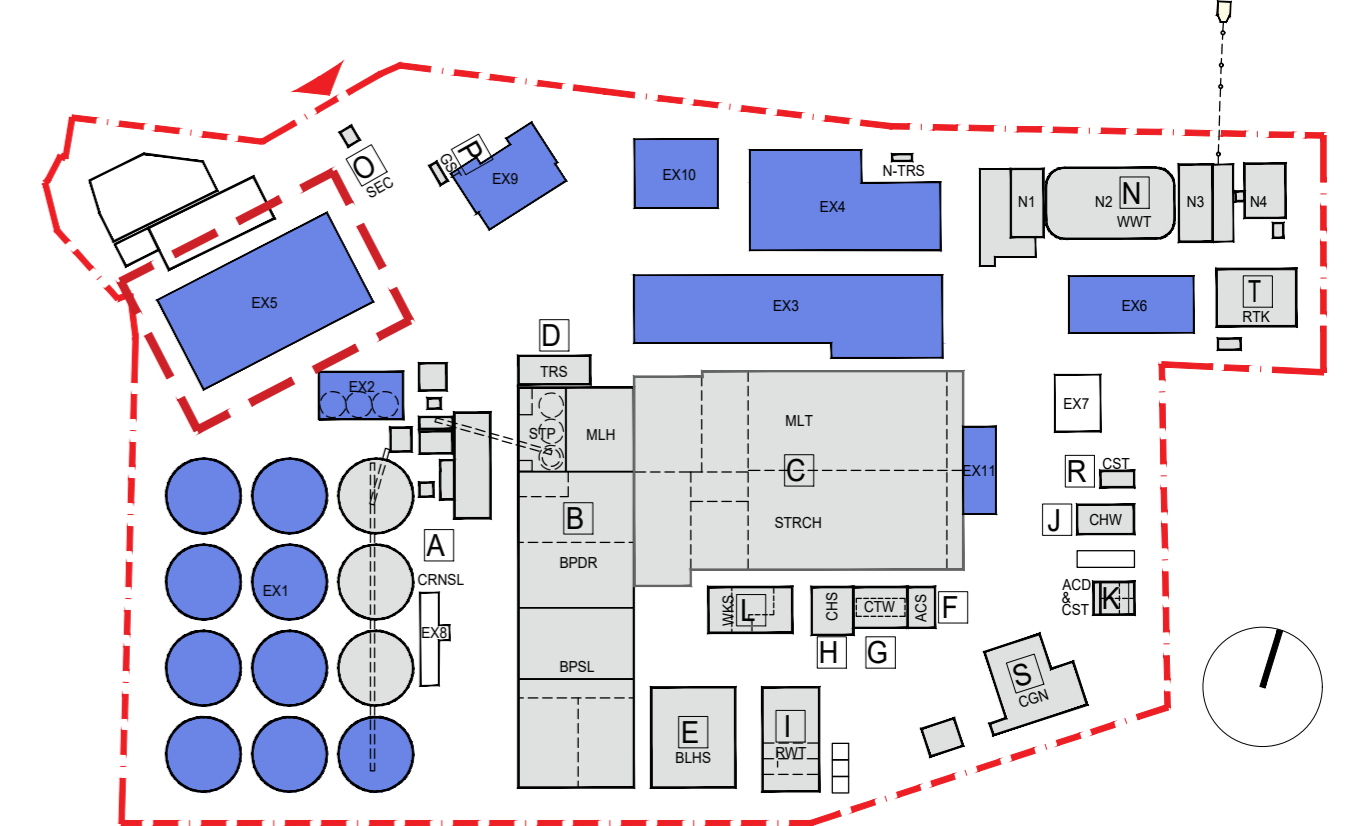 O
SEC
P
GSL
EX9
EX10
EX4
N-TRS
N1
N2
N
WWT
N3
N4
EX5
EX3
EX6
T
RTK
D
TRS
EX2
STP
MLH
MLT
EX7
C
EX11
R
CST
B
STRCH
J
CHW
A
CRNSL
BPDR
EX1
EX8
WKS
L
CHS
CTW
ACS
F
ACD
&
CST
K
H
G
BPSL
S
CGN
E
BLHS
I
RWT